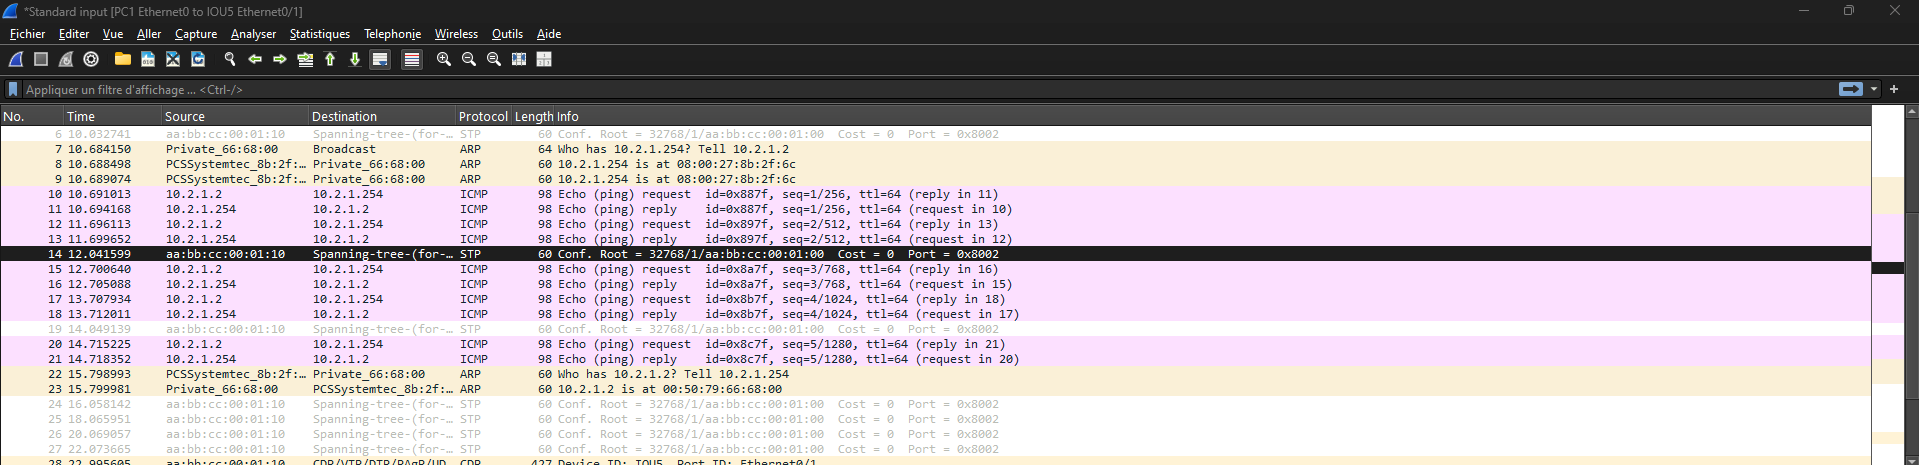 *Standard input [PC1 Ethernet0 to IOU5 Ethernet0/1]
Fichier Editer Vue Aller Capture Analyser Statistiques Telephonie Wireless Outils Aide
Appliquer un filtre d'affichage ... <Ctrl-/>
No. Time Source Destination Protocol Length Info
6 10.032741 aa:bb:cc:00:01:10 Spanning-tree-(for-… STP 60 Conf. Root = 32768/1/aa:bb:cc:00:01:00 Cost = 0 Port = 0x8002
7 10.684150 Private_66:68:00 Broadcast ARP 64 Who has 10.2.1.254? Tell 10.2.1.2
8 10.688498 PCSSystemtec_8b:2f:… Private_66:68:00 ARP 60 10.2.1.254 is at 08:00:27:8b:2f:6c
9 10.689074 PCSSystemtec_8b:2f:… Private_66:68:00 ARP 60 10.2.1.254 is at 08:00:27:8b:2f:6c
10 10.691013 10.2.1.2 10.2.1.254 ICMP 98 Echo (ping) request id=0x887f, seq=1/256, ttl=64 (reply in 11)
11 10.694168 10.2.1.254 10.2.1.2 ICMP 98 Echo (ping) reply id=0x887f, seq=1/256, ttl=64 (request in 10)
12 11.696113 10.2.1.2 10.2.1.254 ICMP 98 Echo (ping) request id=0x897f, seq=2/512, ttl=64 (reply in 13)
13 11.699652 10.2.1.254 10.2.1.2 ICMP 98 Echo (ping) reply id=0x897f, seq=2/512, ttl=64 (request in 12)
14 12.041599 aa:bb:cc:00:01:10 Spanning-tree-(for-… STP 60 Conf. Root = 32768/1/aa:bb:cc:00:01:00 Cost = 0 Port = 0x8002
15 12.700640 10.2.1.2 10.2.1.254 ICMP 98 Echo (ping) request id=0x8a7f, seq=3/768, ttl=64 (reply in 16)
16 12.705088 10.2.1.254 10.2.1.2 ICMP 98 Echo (ping) reply id=0x8a7f, seq=3/768, ttl=64 (request in 15)
17 13.707934 10.2.1.2 10.2.1.254 ICMP 98 Echo (ping) request id=0x8b7f, seq=4/1024, ttl=64 (reply in 18)
18 13.712011 10.2.1.254 10.2.1.2 ICMP 98 Echo (ping) reply id=0x8b7f, seq=4/1024, ttl=64 (request in 17)
19 14.049139 aa:bb:cc:00:01:10 Spanning-tree-(for-… STP 60 Conf. Root = 32768/1/aa:bb:cc:00:01:00 Cost = 0 Port = 0x8002
20 14.715225 10.2.1.2 10.2.1.254 ICMP 98 Echo (ping) request id=0x8c7f, seq=5/1280, ttl=64 (reply in 21)
21 14.718352 10.2.1.254 10.2.1.2 ICMP 98 Echo (ping) reply id=0x8c7f, seq=5/1280, ttl=64 (request in 20)
22 15.798993 PCSSystemtec_8b:2f:… Private_66:68:00 ARP 60 Who has 10.2.1.2? Tell 10.2.1.254
23 15.799981 Private_66:68:00 PCSSystemtec_8b:2f:… ARP 60 10.2.1.2 is at 00:50:79:66:68:00
24 16.058142 aa:bb:cc:00:01:10 Spanning-tree-(for-… STP 60 Conf. Root = 32768/1/aa:bb:cc:00:01:00 Cost = 0 Port = 0x8002
25 18.065951 aa:bb:cc:00:01:10 Spanning-tree-(for-… STP 60 Conf. Root = 32768/1/aa:bb:cc:00:01:00 Cost = 0 Port = 0x8002
26 20.069057 aa:bb:cc:00:01:10 Spanning-tree-(for-… STP 60 Conf. Root = 32768/1/aa:bb:cc:00:01:00 Cost = 0 Port = 0x8002
27 22.073665 aa:bb:cc:00:01:10 Spanning-tree-(for-… STP 60 Conf. Root = 32768/1/aa:bb:cc:00:01:00 Cost = 0 Port = 0x8002
28 22.995605 aa:bb:cc:00:01:10 CDP/VTP/DTP/PAgP/UD… CDP 427 Device ID: IOU5 Port ID: Ethernet0/1